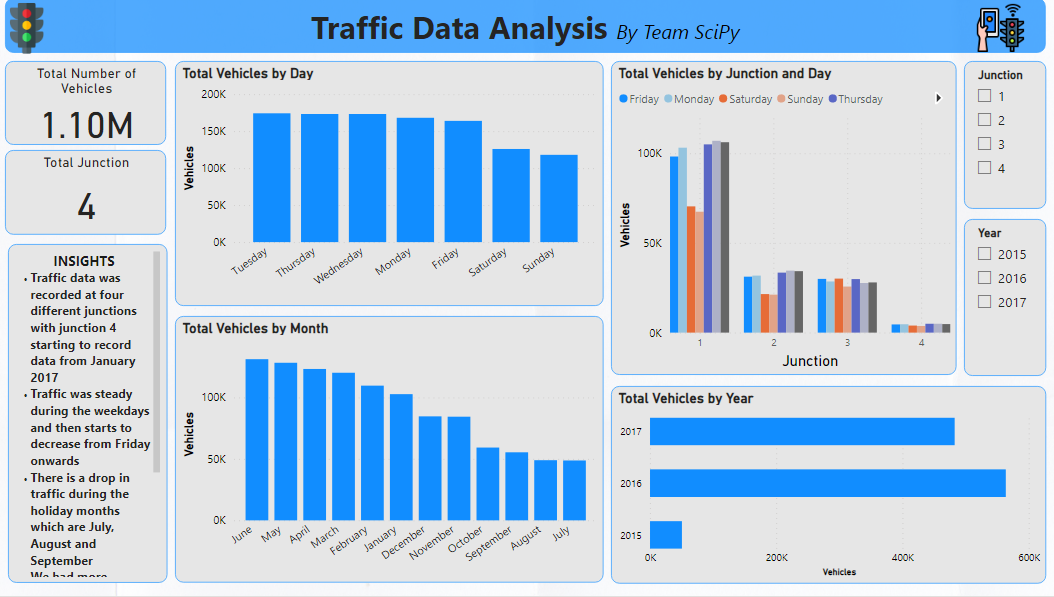 Traffic Data Analysis By Team SciPy
Total Number of
Vehicles
1.10M
Total Junction
4
INSIGHTS
• Traffic data was
recorded at four
different junctions
with junction 4
starting to record
data from January
2017
• Traffic was steady
during the weekdays
and then starts to
decrease from Friday
onwards
• There is a drop in
traffic during the
holiday months
which are July,
August and
September
We had more
Total Vehicles by Day
Vehicles
200K
150K
100K
50K
0K
Tuesday
Thursday
Wednesday
Monday
Friday
Saturday
Sunday
Total Vehicles by Month
Vehicles
100K
50K
0K
June
May
April
March
February
January
December
November
October
September
August
July
Total Vehicles by Junction and Day
Friday Monday Saturday Sunday Thursday
Vehicles
100K
50K
0K
1 2 3 4
Junction
Total Vehicles by Year
2017
2016
2015
0K 200K 400K 600K
Vehicles
Junction
1
2
3
4
Year
2015
2016
2017